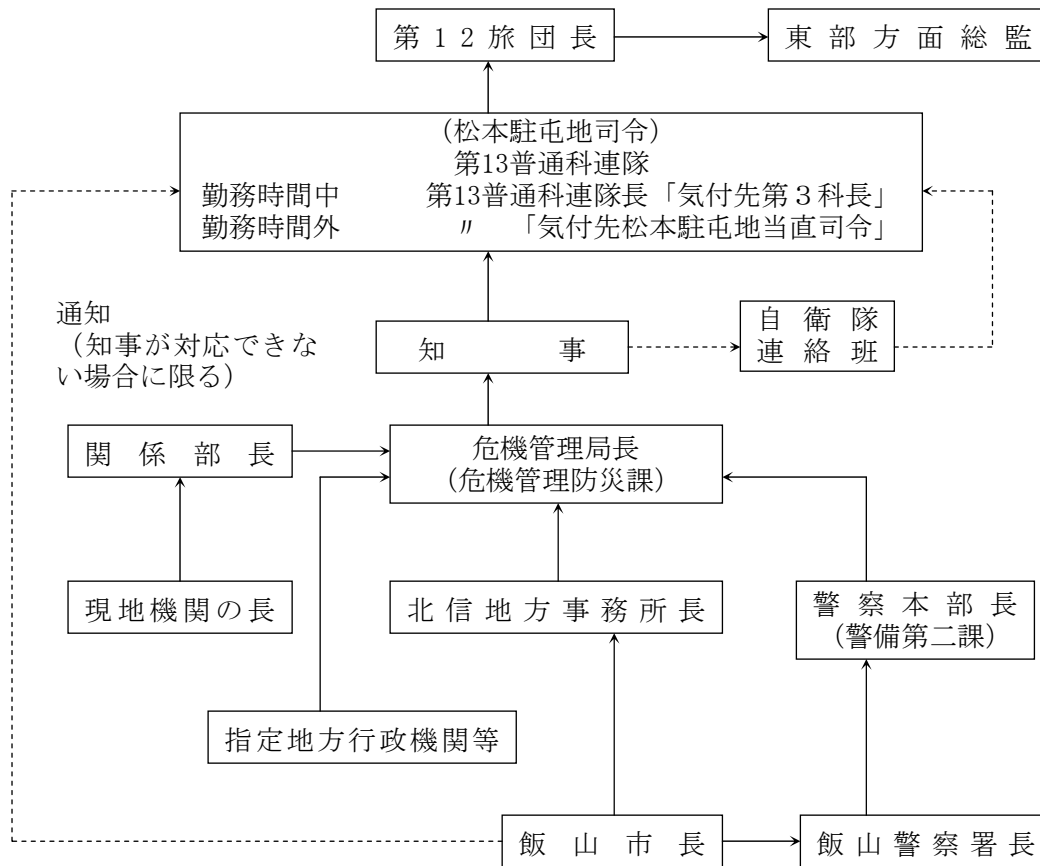 第12旅団長
東部方面総監
(松本駐屯地司令)
第13普通科連隊
勤務時間中 第13普通科連隊長「気付先第3科長」
勤務時間外 〃 「気付先松本駐屯地当直司令」
通知
(知事が対応できな
い場合に限る)
知事
自衛隊
連絡班
関係部長
危機管理局長
(危機管理防災課)
現地機関の長
北信地方事務所長
警察本部長
(警備第二課)
指定地方行政機関等
飯山市長
飯山警察署長